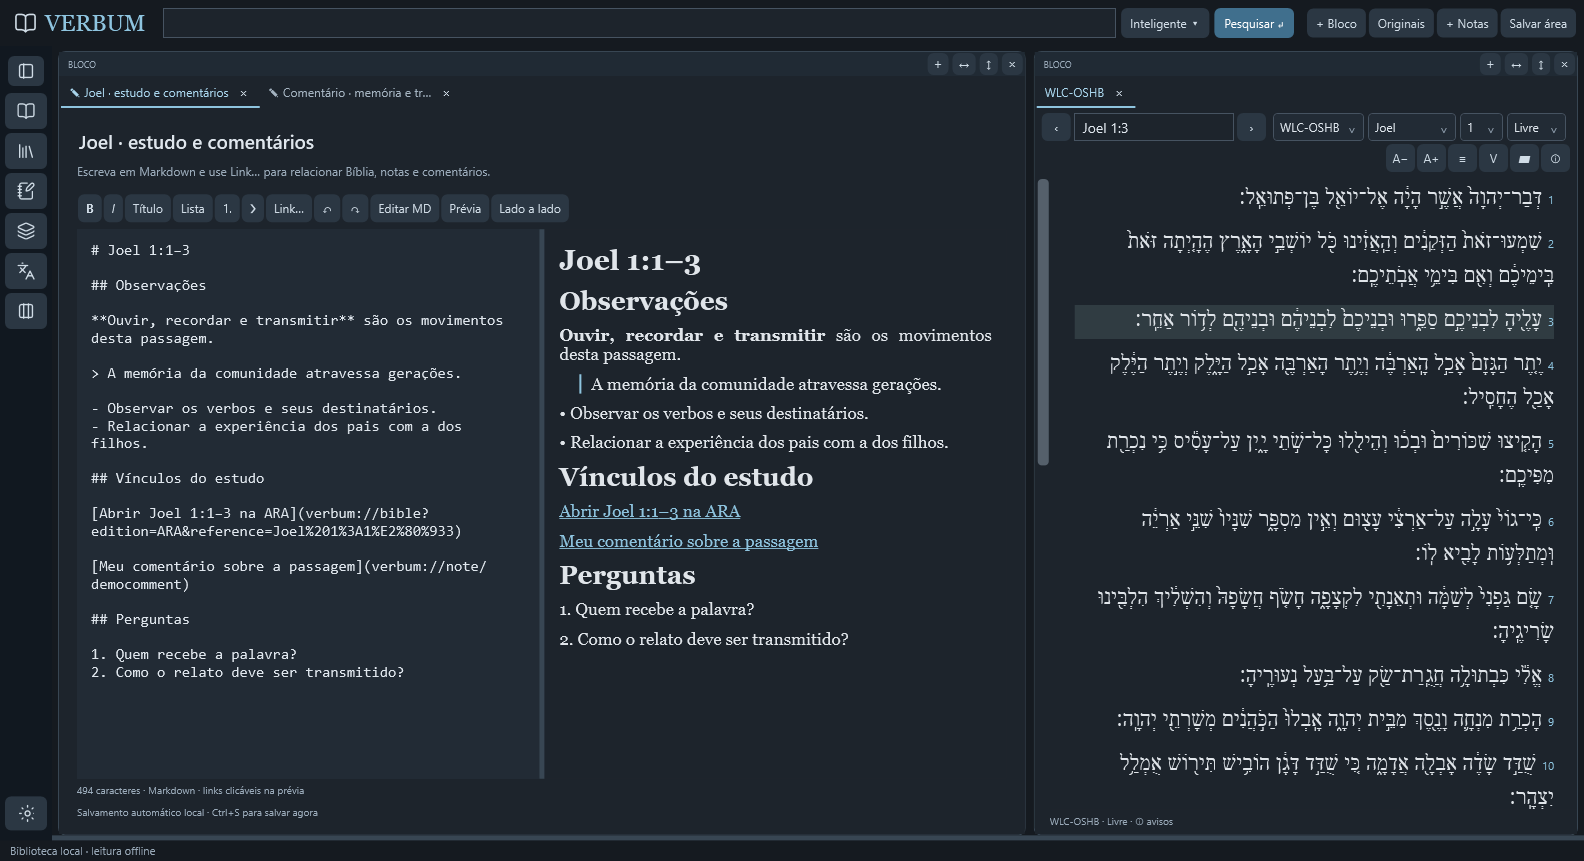 VERBUM
Inteligente
Pesquisar
+ Bloco
Originais
+ Notas
Salvar área
BLOCO
Joel · estudo e comentários
Comentário · memória e tr...
Joel · estudo e comentários
Escreva em Markdown e use Link... para relacionar Bíblia, notas e comentários.
B I Título Lista 1. Link... Editar MD Prévia Lado a lado
# Joel 1:1–3
## Observações
**Ouvir, recordar e transmitir** são os movimentos
desta passagem.
> A memória da comunidade atravessa gerações.
- Observar os verbos e seus destinatários.
- Relacionar a experiência dos pais com a dos
filhos.
## Vínculos do estudo
[Abrir Joel 1:1–3 na ARA](verbum://bible?
edition=ARA&reference=Joel%201%3A1%E2%80%933)
[Meu comentário sobre a passagem](verbum://note/
democomment)
## Perguntas
1. Quem recebe a palavra?
2. Como o relato deve ser transmitido?
Joel 1:1–3
Observações
Ouvir, recordar e transmitir são os movimentos
desta passagem.
A memória da comunidade atravessa gerações.
• Observar os verbos e seus destinatários.
• Relacionar a experiência dos pais com a dos filhos.
Vínculos do estudo
Abrir Joel 1:1–3 na ARA
Meu comentário sobre a passagem
Perguntas
1. Quem recebe a palavra?
2. Como o relato deve ser transmitido?
494 caracteres · Markdown · links clicáveis na prévia
Salvamento automático local · Ctrl+S para salvar agora
BLOCO
WLC-OSHB
Joel 1:3
WLC-OSHB
Joel
1
Livre
A− A+ ≡ V
1 דְּבַר־יְהוָה֙ אֲשֶׁ֣ר הָיָ֔ה אֶל־יוֹאֵ֖ל בֶּן־פְּתוּאֵֽל׃
2 שִׁמְעוּ־זֹאת֙ הַזְּקֵנִ֔ים וְֽהַאֲזִ֔ינוּ כֹּ֖ל יוֹשְׁבֵ֣י הָאָ֑רֶץ הֶהָ֤יְתָה זֹּאת֙
בִּֽימֵיכֶ֔ם וְאִ֖ם בִּימֵ֥י אֲבֹֽתֵיכֶֽם׃
3 עָלֶ֖יהָ לִבְנֵיכֶ֣ם סַפֵּ֑רוּ וּבְנֵיכֶם֙ לִבְנֵיהֶ֔ם וּבְנֵיהֶ֖ם לְד֥וֹר אַחֵֽר׃
4 יֶ֤תֶר הַגָּזָם֙ אָכַ֣ל הָֽאַרְבֶּ֔ה וְיֶ֥תֶר הָאַרְבֶּ֖ה אָכַ֣ל הַיָּ֑לֶק וְיֶ֣תֶר הַיֶּ֔לֶק
אָכַ֖ל הֶחָסִֽיל׃
5 הָקִ֤יצוּ שִׁכּוֹרִים֙ וּבְכ֔וּ וְהֵילִ֖לוּ כָּל־שֹׁ֣תֵי יָ֑יִן עַל־עָסִ֕יס כִּ֥י נִכְרַ֖ת
מִפִּיכֶֽם׃
6 כִּֽי־גוֹי֙ עָלָ֣ה עַל־אַרְצִ֔י עָצ֖וּם וְאֵ֣ין מִסְפָּ֑ר שִׁנָּיו֙ שִׁנֵּ֣י אַרְיֵ֔ה
וּֽמְתַלְּע֥וֹת לָבִ֖יא לֽוֹ׃
7 שָׂ֤ם גַּפְנִי֙ לְשַׁמָּ֔ה וּתְאֵנָתִ֖י לִקְצָפָ֑ה חָשֹׂ֤ף חֲשָׂפָהּ֙ וְהִשְׁלִ֔יךְ הִלְבִּ֖ינוּ
שָׂרִיגֶֽיהָ׃
8 אֱלִ֕י כִּבְתוּלָ֥ה חֲגֻֽרַת־שַׂ֖ק עַל־בַּ֥עַל נְעוּרֶֽיהָ׃
9 הָכְרַ֥ת מִנְחָ֛ה וָנֶ֖סֶךְ מִבֵּ֣ית יְהוָ֑ה אָֽבְלוּ֙ הַכֹּ֣הֲנִ֔ים מְשָׁרְתֵ֖י יְהוָֽה׃
10 שֻׁדַּ֣ד שָׂדֶ֔ה אָבְלָ֖ה אֲדָמָ֑ה כִּ֚י שֻׁדַּ֣ד דָּגָ֔ן הוֹבִ֥ישׁ תִּיר֖וֹשׁ אֻמְלַ֥ל
יִצְהָֽר׃
WLC-OSHB · Livre · ⓘ avisos
Biblioteca local · leitura offline